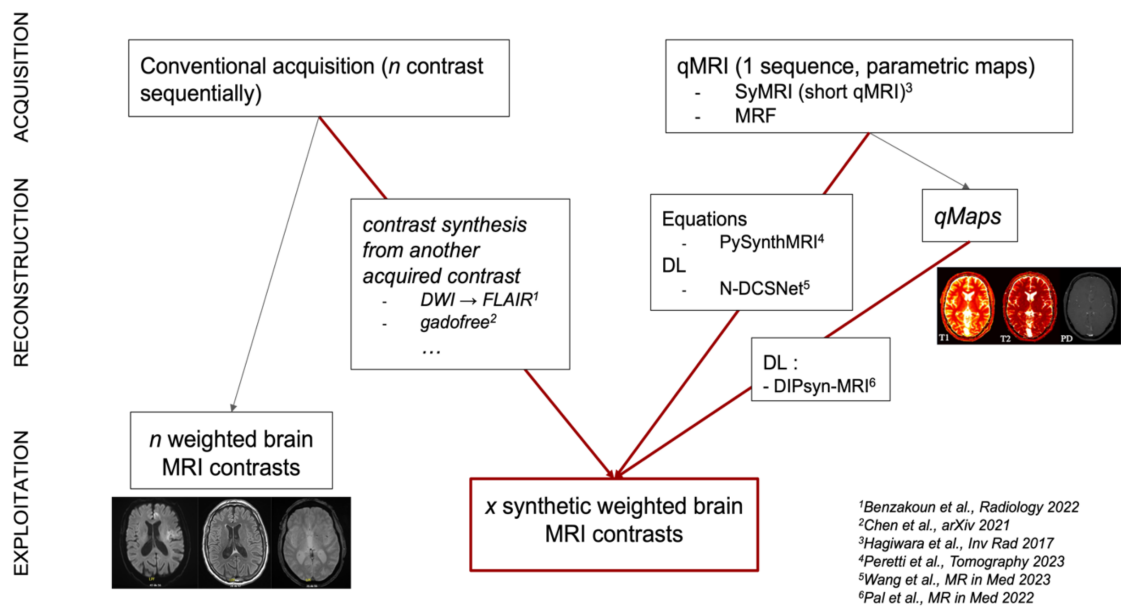 ACQUISITION
Conventional acquisition (n contrast
sequentially)
qMRI (1 sequence, parametric maps)
- SyMRI (short qMRI)³
- MRF
RECONSTRUCTION
contrast synthesis
from another
acquired contrast
- DWI → FLAIR¹
- gadofree²
...
Equations
- PySynthMRI⁴
DL
- N-DCSNet⁵
qMaps
T1
T2
PD
DL :
- DIPsyn-MRI⁶
EXPLOITATION
n weighted brain
MRI contrasts
x synthetic weighted brain
MRI contrasts
¹Benzakoun et al., Radiology 2022
²Chen et al., arXiv 2021
³Hagiwara et al., Inv Rad 2017
⁴Peretti et al., Tomography 2023
⁵Wang et al., MR in Med 2023
⁶Pal et al., MR in Med 2022